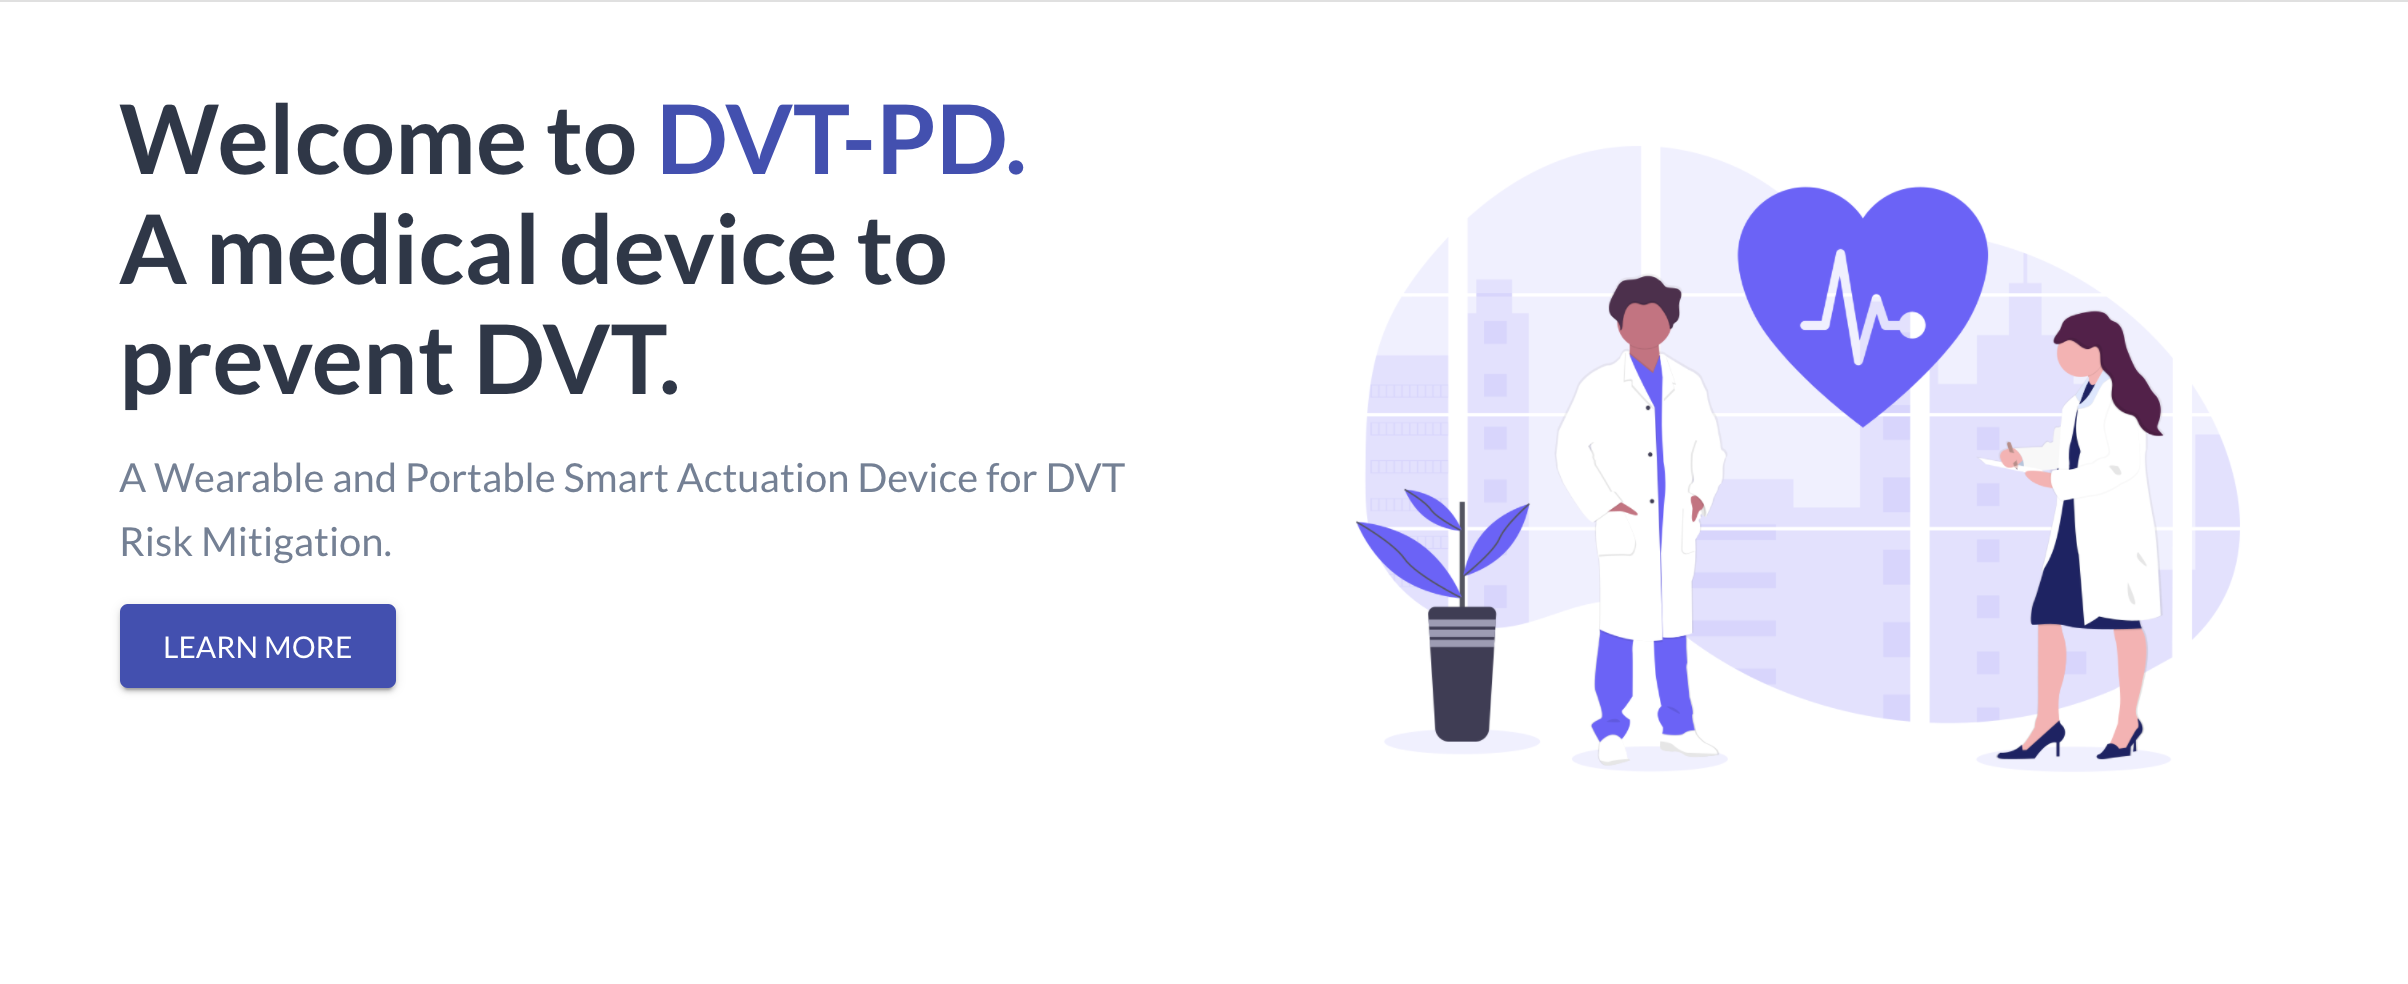 Welcome to DVT-PD.
A medical device to
prevent DVT.
A Wearable and Portable Smart Actuation Device for DVT
Risk Mitigation.
LEARN MORE